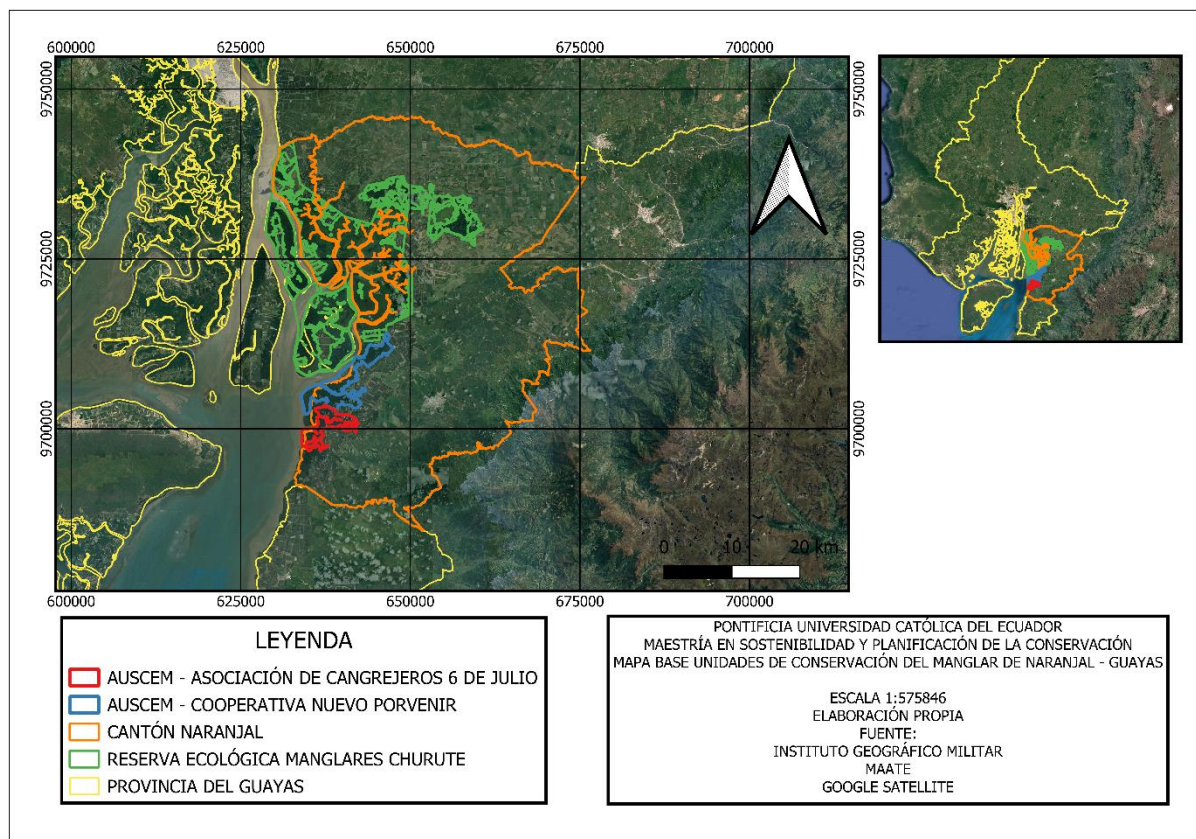 600000 625000 650000 675000 700000
9750000 9750000
9725000 9725000
9700000 9700000
0 10 20 km
600000 625000 650000 675000 700000
LEYENDA
AUSCEM - ASOCIACIÓN DE CANGREJEROS 6 DE JULIO
AUSCEM - COOPERATIVA NUEVO PORVENIR
CANTÓN NARANJAL
RESERVA ECOLÓGICA MANGLARES CHURUTE
PROVINCIA DEL GUAYAS
PONTIFICIA UNIVERSIDAD CATÓLICA DEL ECUADOR
MAESTRÍA EN SOSTENIBILIDAD Y PLANIFICACIÓN DE LA CONSERVACIÓN
MAPA BASE UNIDADES DE CONSERVACIÓN DEL MANGLAR DE NARANJAL - GUAYAS
ESCALA 1:575846
ELABORACIÓN PROPIA
FUENTE:
INSTITUTO GEOGRÁFICO MILITAR
MAATE
GOOGLE SATELLITE